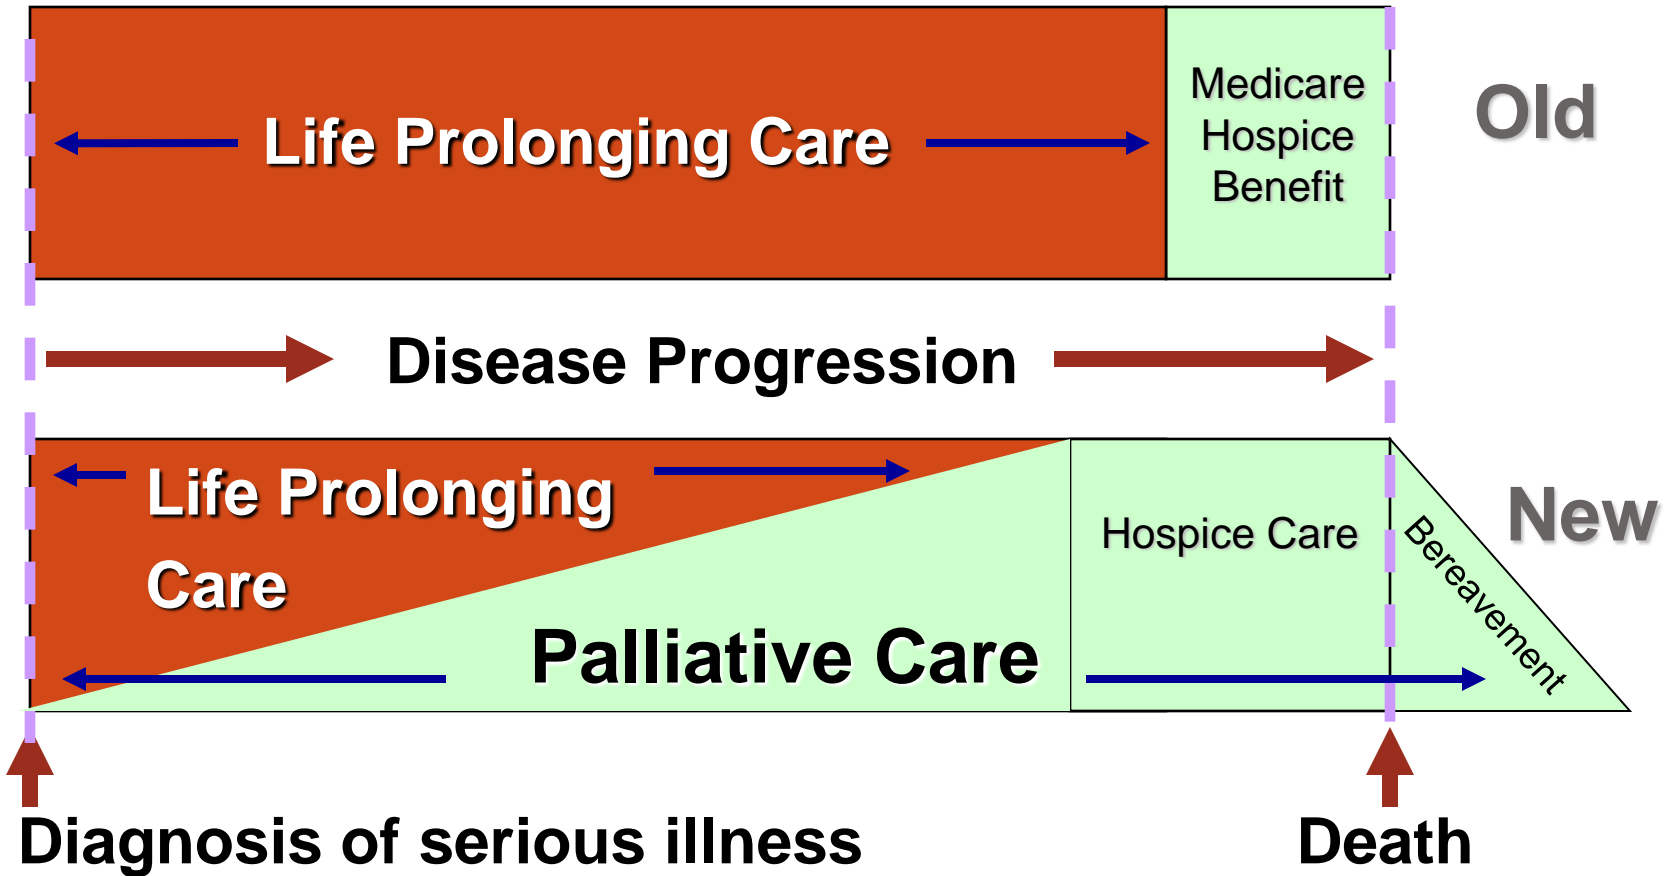 Life Prolonging Care
Medicare
Hospice
Benefit
Old
Disease Progression
Life Prolonging
Care
Hospice Care
New
Bereavement
Palliative Care
Diagnosis of serious illness
Death